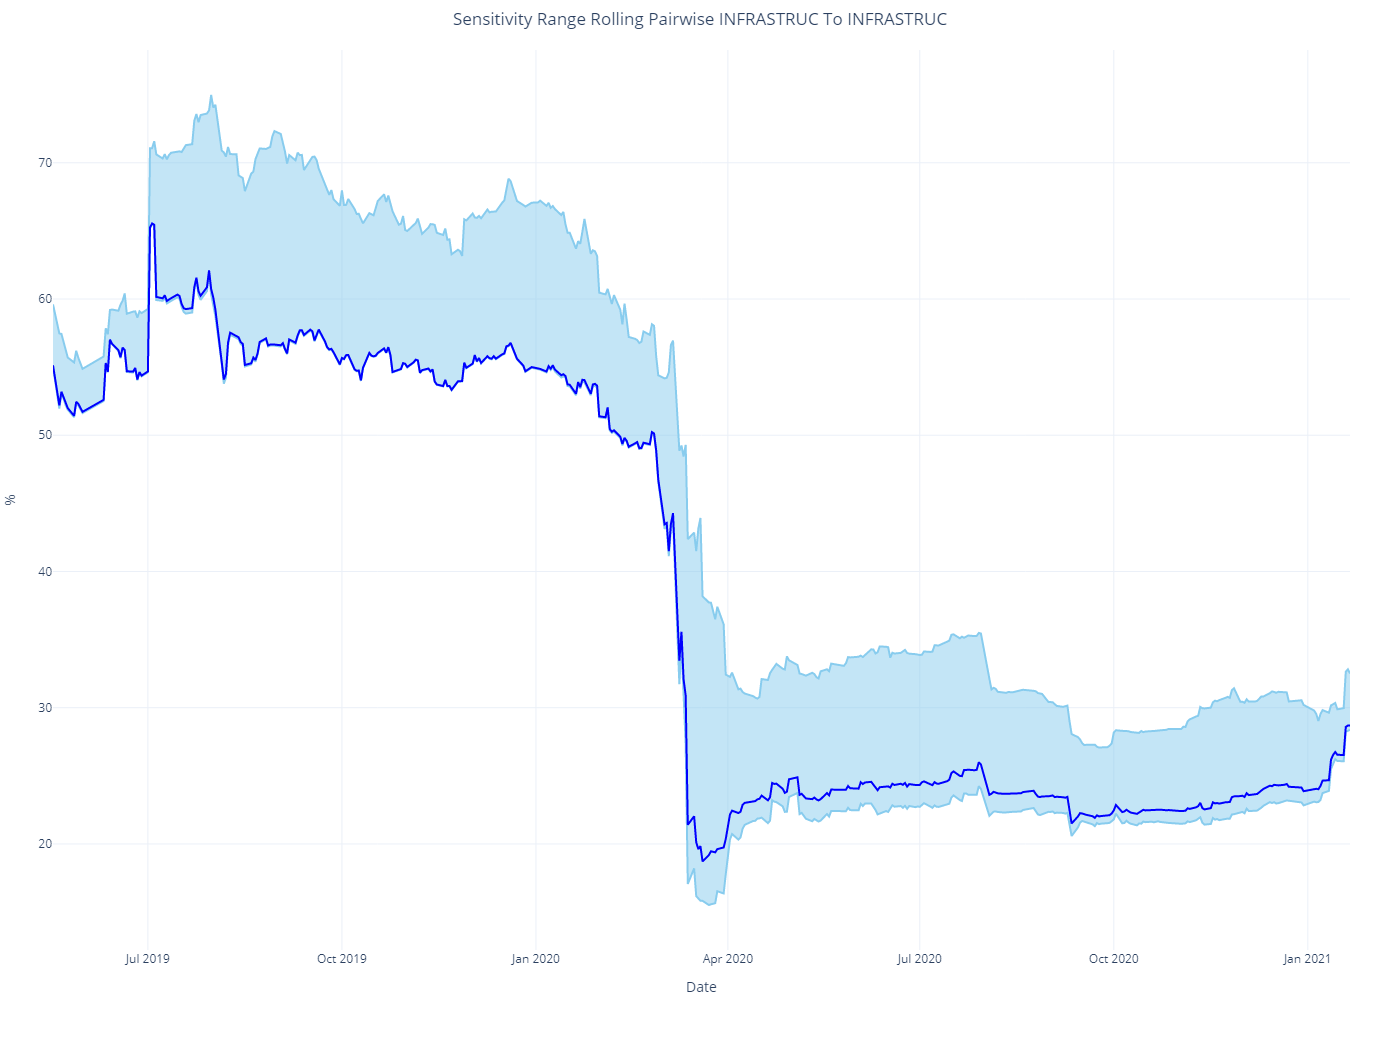 Sensitivity Range Rolling Pairwise INFRASTRUC To INFRASTRUC
70
60
50
40
30
20
%
Jul 2019
Oct 2019
Jan 2020
Apr 2020
Jul 2020
Oct 2020
Jan 2021
Date